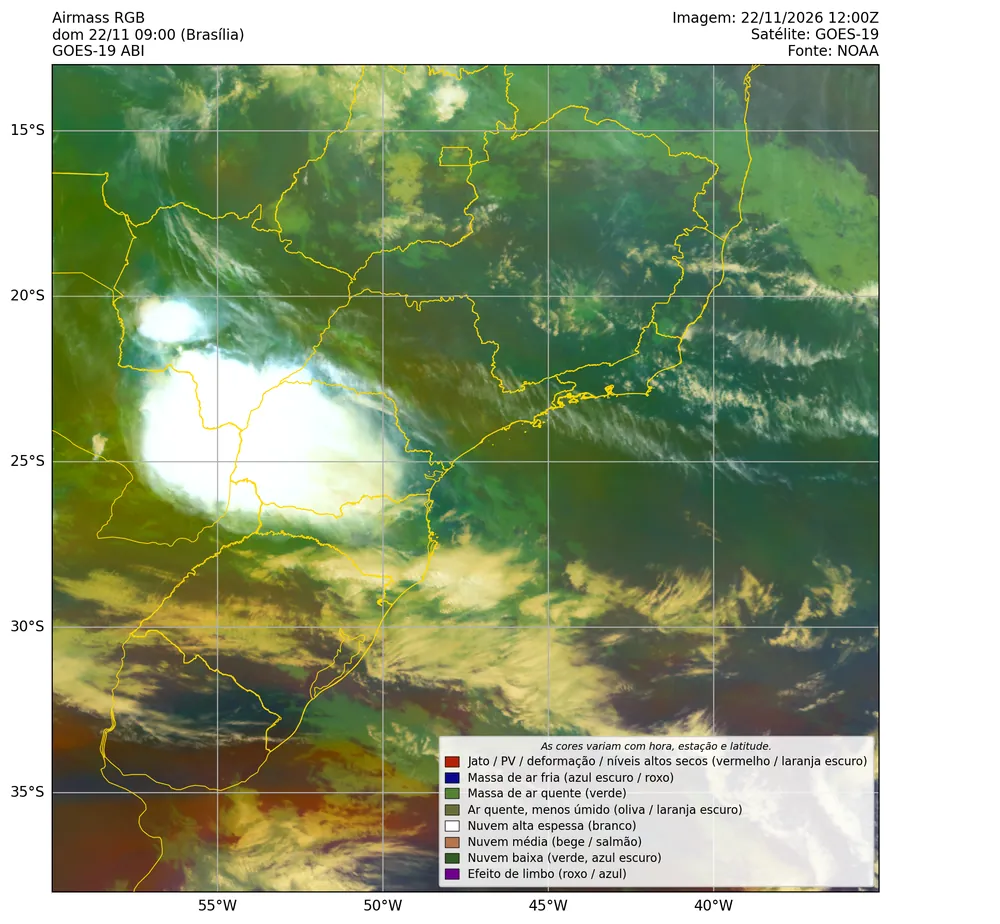 Airmass RGB
dom 22/11 09:00 (Brasília)
GOES-19 ABI
Imagem: 22/11/2026 12:00Z
Satélite: GOES-19
Fonte: NOAA
15°S
20°S
25°S
30°S
35°S
As cores variam com hora, estação e latitude.
Jato / PV / deformação / níveis altos secos (vermelho / laranja escuro)
Massa de ar fria (azul escuro / roxo)
Massa de ar quente (verde)
Ar quente, menos úmido (oliva / laranja escuro)
Nuvem alta espessa (branco)
Nuvem média (bege / salmão)
Nuvem baixa (verde, azul escuro)
Efeito de limbo (roxo / azul)
55°W
50°W
45°W
40°W